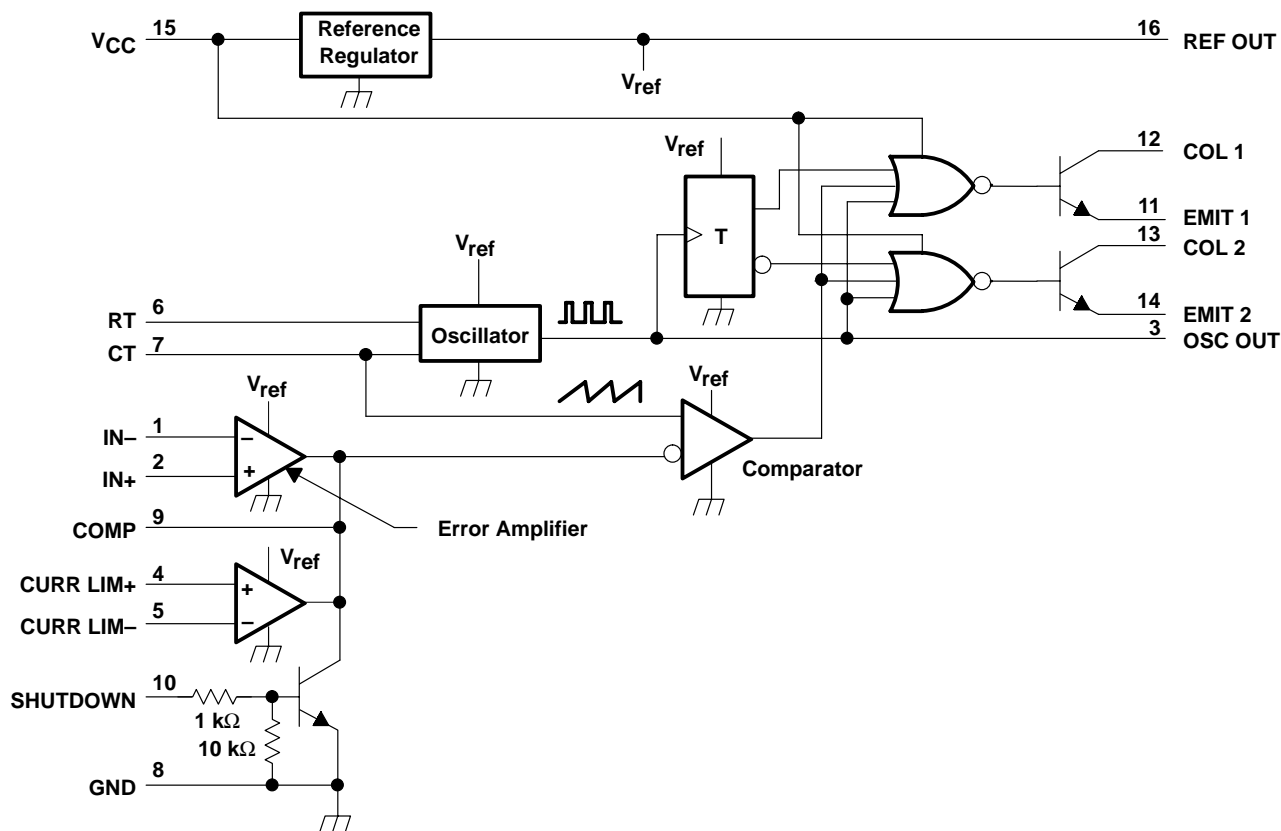 VCC 15
Reference
Regulator
16 REF OUT
Vref
Vref
12 COL 1
11 EMIT 1
13 COL 2
14 EMIT 2
3 OSC OUT
T
Vref
RT 6
CT 7
Oscillator
Vref
Vref
IN– 1
–
IN+ 2
+
Comparator
COMP 9
Error Amplifier
Vref
CURR LIM+ 4
+
CURR LIM– 5
–
SHUTDOWN 10
1 kΩ
10 kΩ
GND 8